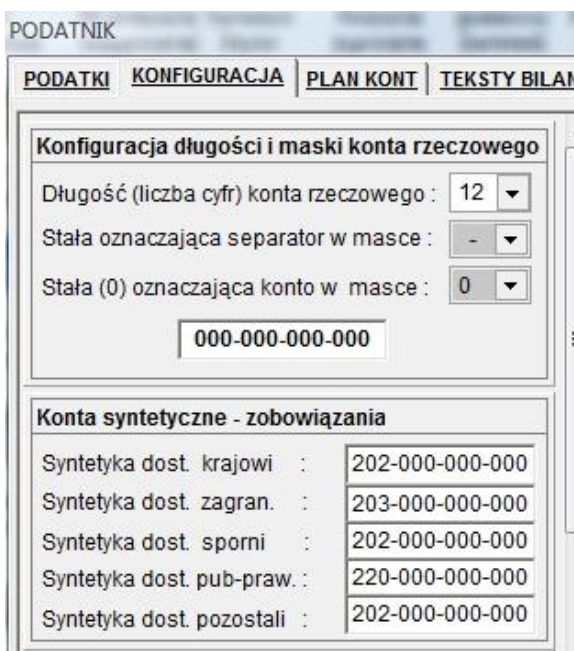 PODATNIK
PODATKI KONFIGURACJA PLAN KONT TEKSTY
Konfiguracja długości i maski konta rzeczowego
Długość (liczba cyfr) konta rzeczowego : 12
Stała oznaczająca separator w masce : -
Stała (0) oznaczająca konto w masce : 0
000-000-000-000
Konta syntetyczne - zobowiązania
Syntetyka dost. krajowi : 202-000-000-000
Syntetyka dost. zagran. : 203-000-000-000
Syntetyka dost. sporni : 202-000-000-000
Syntetyka dost. pub-praw. : 220-000-000-000
Syntetyka dost. pozostali : 202-000-000-000